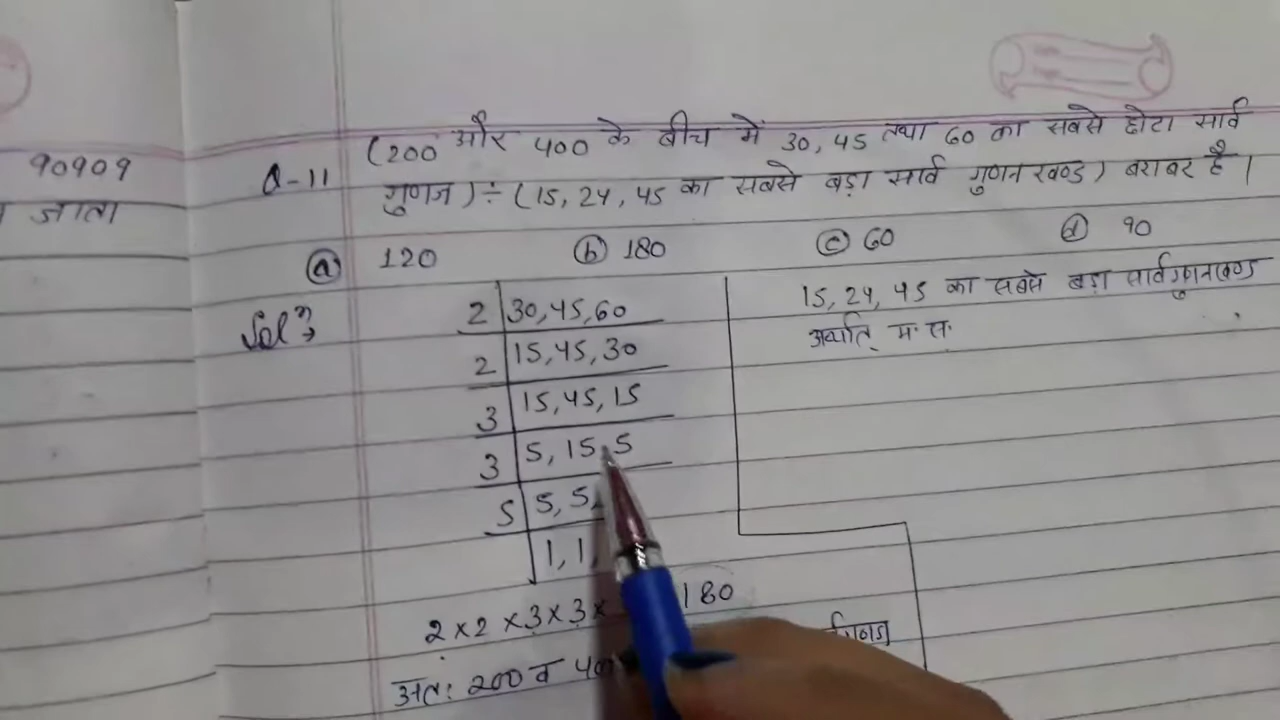 90909
जाता
Q-11 (200 और 400 के बीच में 30, 45 तथा 60 का सबसे छोटा सार्व
गुणज) ÷ (15, 24, 45 का सबसे बड़ा सार्व गुणनखण्ड) बराबर है।
(a) 120 (b) 180 (c) 60 (d) 90
Solⁿ
2 | 30, 45, 60
2 | 15, 45, 30
3 | 15, 45, 15
3 | 5, 15, 5
5 | 5, 5,
1, 1,
2 × 2 × 3 × 3 × 180
अतः 200 व 400
15, 24, 45 का सबसे बड़ा सार्वगुणनखण्ड
अर्थात् म. स.